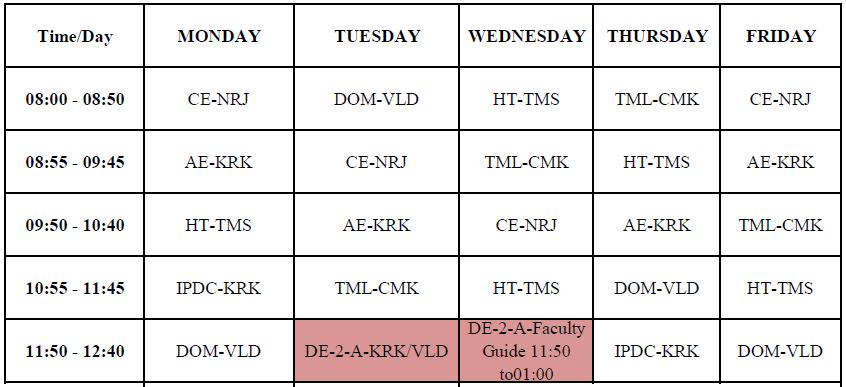 Time/Day MONDAY TUESDAY WEDNESDAY THURSDAY FRIDAY
08:00 - 08:50 CE-NRJ DOM-VLD HT-TMS TML-CMK CE-NRJ
08:55 - 09:45 AE-KRK CE-NRJ TML-CMK HT-TMS AE-KRK
09:50 - 10:40 HT-TMS AE-KRK CE-NRJ AE-KRK TML-CMK
10:55 - 11:45 IPDC-KRK TML-CMK HT-TMS DOM-VLD HT-TMS
11:50 - 12:40 DOM-VLD DE-2-A-KRK/VLD DE-2-A-Faculty
Guide 11:50
to01:00 IPDC-KRK DOM-VLD